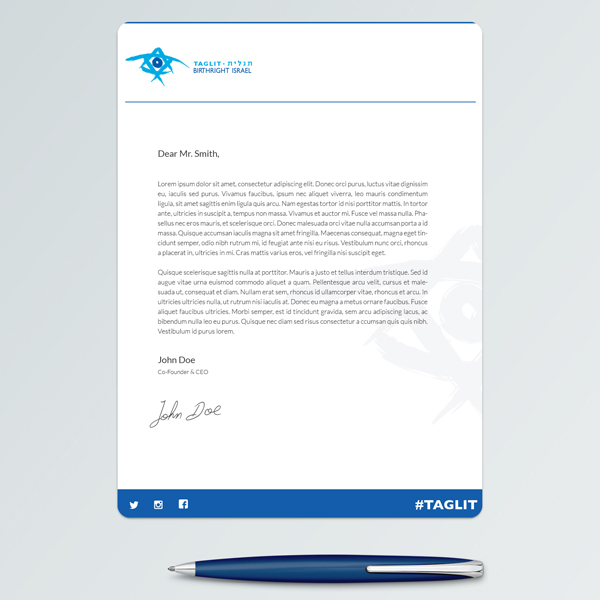 TAGLIT · תגלית
BIRTHRIGHT ISRAEL
Dear Mr. Smith,
Lorem ipsum dolor sit amet, consectetur adipiscing elit. Donec orci purus, luctus vitae dignissim
eu, iaculis sed purus. Vivamus faucibus, ipsum nec aliquet viverra, leo mauris condimentum
ligula, sit amet sagittis enim ligula quis arcu. Nam egestas tortor id nisi porttitor mattis. In tortor
ante, ultricies in suscipit a, tempus non massa. Vivamus et auctor mi. Fusce vel massa nulla. Pha-
sellus nec eros mauris, et scelerisque orci. Donec malesuada orci vitae nulla accumsan porta a id
massa. Quisque accumsan iaculis magna sit amet fringilla. Maecenas consequat, magna eget tin-
cidunt semper, odio nibh rutrum mi, id feugiat ante nisi eu risus. Vestibulum nunc orci, rhoncus
a placerat in, ultricies in mi. Cras mattis varius eros, vel fringilla nisi suscipit eget.
Quisque scelerisque sagittis nulla at porttitor. Mauris a justo et tellus interdum tristique. Sed id
augue vitae urna euismod commodo aliquet a quam. Pellentesque arcu velit, cursus et male-
suada ut, consequat et diam. Nullam erat sem, rhoncus id ullamcorper vitae, rhoncus et arcu. In
ultricies ultricies nulla, ut rutrum nisi iaculis at. Donec eu magna a metus ornare faucibus. Fusce
aliquet faucibus ultricies. Morbi semper, est id tincidunt gravida, sem arcu adipiscing lacus, ac
bibendum nulla leo eu purus. Quisque nec diam sed risus consectetur a ccumsan quis quis nibh.
Vestibulum id purus lorem.
John Doe
Co-Founder & CEO
John Doe
#TAGLIT